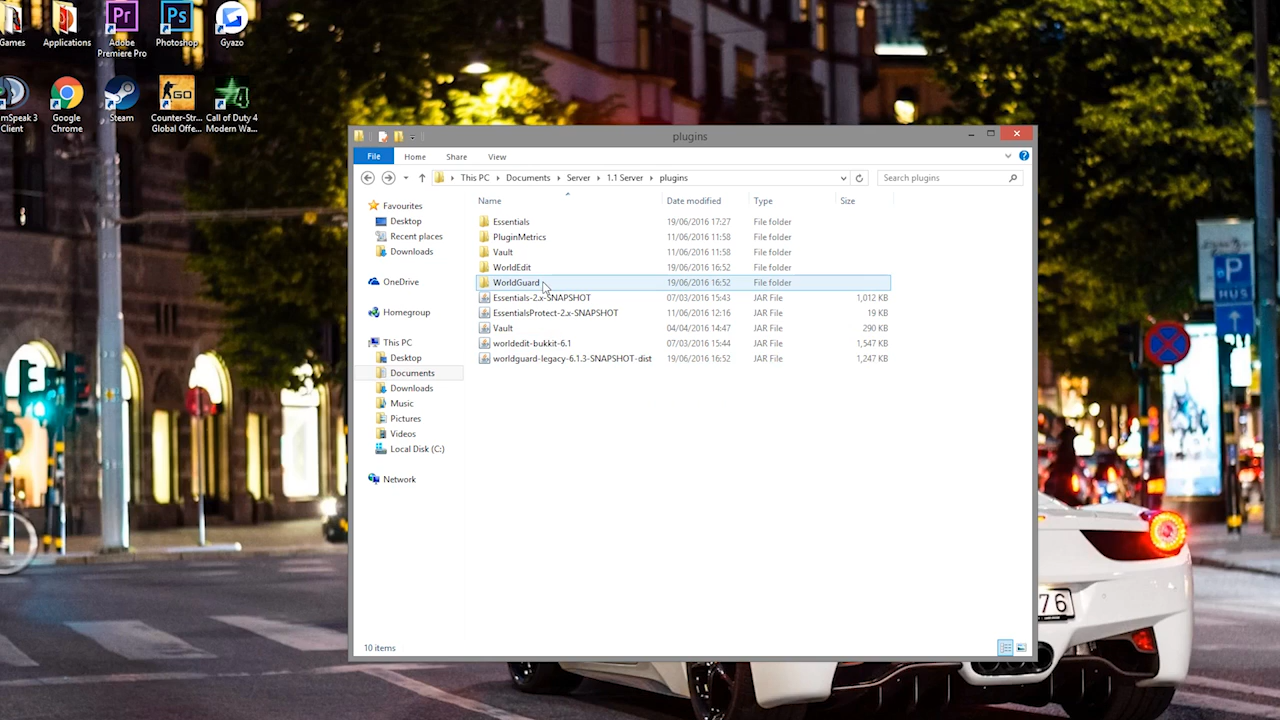 Games
Applications
Adobe Premiere Pro
Photoshop
Gyazo
mSpeak 3 Client
Google Chrome
Steam
Counter-Str... Global Offe...
Call of Duty 4 Modern Wa...
Pr
Ps
GO
4
plugins
File
Home
Share
View
This PC
Documents
Server
1.1 Server
plugins
Search plugins
Name
Date modified
Type
Size
Favourites
Desktop
Recent places
Downloads
OneDrive
Homegroup
This PC
Desktop
Documents
Downloads
Music
Pictures
Videos
Local Disk (C:)
Network
Essentials 19/06/2016 17:27 File folder
PluginMetrics 11/06/2016 11:58 File folder
Vault 11/06/2016 11:58 File folder
WorldEdit 19/06/2016 16:52 File folder
WorldGuard 19/06/2016 16:52 File folder
Essentials-2.x-SNAPSHOT 07/03/2016 15:43 JAR File 1,012 KB
EssentialsProtect-2.x-SNAPSHOT 11/06/2016 12:16 JAR File 19 KB
Vault 04/04/2016 14:47 JAR File 290 KB
worldedit-bukkit-6.1 07/03/2016 15:44 JAR File 1,547 KB
worldguard-legacy-6.1.3-SNAPSHOT-dist 19/06/2016 16:52 JAR File 1,247 KB
10 items
P
HUS
76